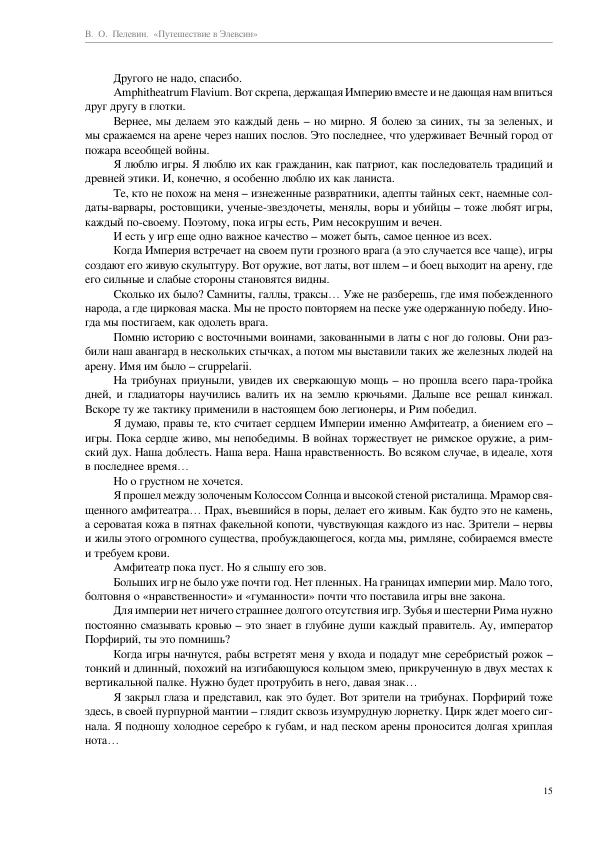 В. О. Пелевин. «Путешествие в Элевсин»
Другого не надо, спасибо.
Amphitheatrum Flavium. Вот скрепа, держащая Империю вместе и не дающая нам впиться
друг другу в глотки.
Вернее, мы делаем это каждый день – но мирно. Я болею за синих, ты за зеленых, и
мы сражаемся на арене через наших послов. Это последнее, что удерживает Вечный город от
пожара всеобщей войны.
Я люблю игры. Я люблю их как гражданин, как патриот, как последователь традиций и
древней этики. И, конечно, я особенно люблю их как ланиста.
Те, кто не похож на меня – изнеженные развратники, адепты тайных сект, наемные сол-
даты-варвары, ростовщики, ученые-звездочеты, менялы, воры и убийцы – тоже любят игры,
каждый по-своему. Поэтому, пока игры есть, Рим несокрушим и вечен.
И есть у игр еще одно важное качество – может быть, самое ценное из всех.
Когда Империя встречает на своем пути грозного врага (а это случается все чаще), игры
создают его живую скульптуру. Вот оружие, вот латы, вот шлем – и боец выходит на арену, где
его сильные и слабые стороны становятся видны.
Сколько их было? Самниты, галлы, траксы… Уже не разберешь, где имя побежденного
народа, а где цирковая маска. Мы не просто повторяем на песке уже одержанную победу. Ино-
гда мы постигаем, как одолеть врага.
Помню историю с восточными воинами, закованными в латы с ног до головы. Они раз-
били наш авангард в нескольких стычках, а потом мы выставили таких же железных людей на
арену. Имя им было – cruppelarii.
На трибунах приуныли, увидев их сверкающую мощь – но прошла всего пара-тройка
дней, и гладиаторы научились валить их на землю крючьями. Дальше все решал кинжал.
Вскоре ту же тактику применили в настоящем бою легионеры, и Рим победил.
Я думаю, правы те, кто считает сердцем Империи именно Амфитеатр, а биением его –
игры. Пока сердце живо, мы непобедимы. В войнах торжествует не римское оружие, а рим-
ский дух. Наша доблесть. Наша вера. Наша нравственность. Во всяком случае, в идеале, хотя
в последнее время…
Но о грустном не хочется.
Я прошел между золоченым Колоссом Солнца и высокой стеной ристалища. Мрамор свя-
щенного амфитеатра… Прах, въевшийся в поры, делает его живым. Как будто это не камень,
а сероватая кожа в пятнах факельной копоти, чувствующая каждого из нас. Зрители – нервы
и жилы этого огромного существа, пробуждающегося, когда мы, римляне, собираемся вместе
и требуем крови.
Амфитеатр пока пуст. Но я слышу его зов.
Больших игр не было уже почти год. Нет пленных. На границах империи мир. Мало того,
болтовня о «нравственности» и «гуманности» почти что поставила игры вне закона.
Для империи нет ничего страшнее долгого отсутствия игр. Зубья и шестерни Рима нужно
постоянно смазывать кровью – это знает в глубине души каждый правитель. Ау, император
Порфирий, ты это помнишь?
Когда игры начнутся, рабы встретят меня у входа и подадут мне серебристый рожок –
тонкий и длинный, похожий на изгибающуюся кольцом змею, прикрученную в двух местах к
вертикальной палке. Нужно будет протрубить в него, давая знак…
Я закрыл глаза и представил, как это будет. Вот зрители на трибунах. Порфирий тоже
здесь, в своей пурпурной мантии – глядит сквозь изумрудную лорнетку. Цирк ждет моего сиг-
нала. Я подношу холодное серебро к губам, и над песком арены проносится долгая хриплая
нота…
15